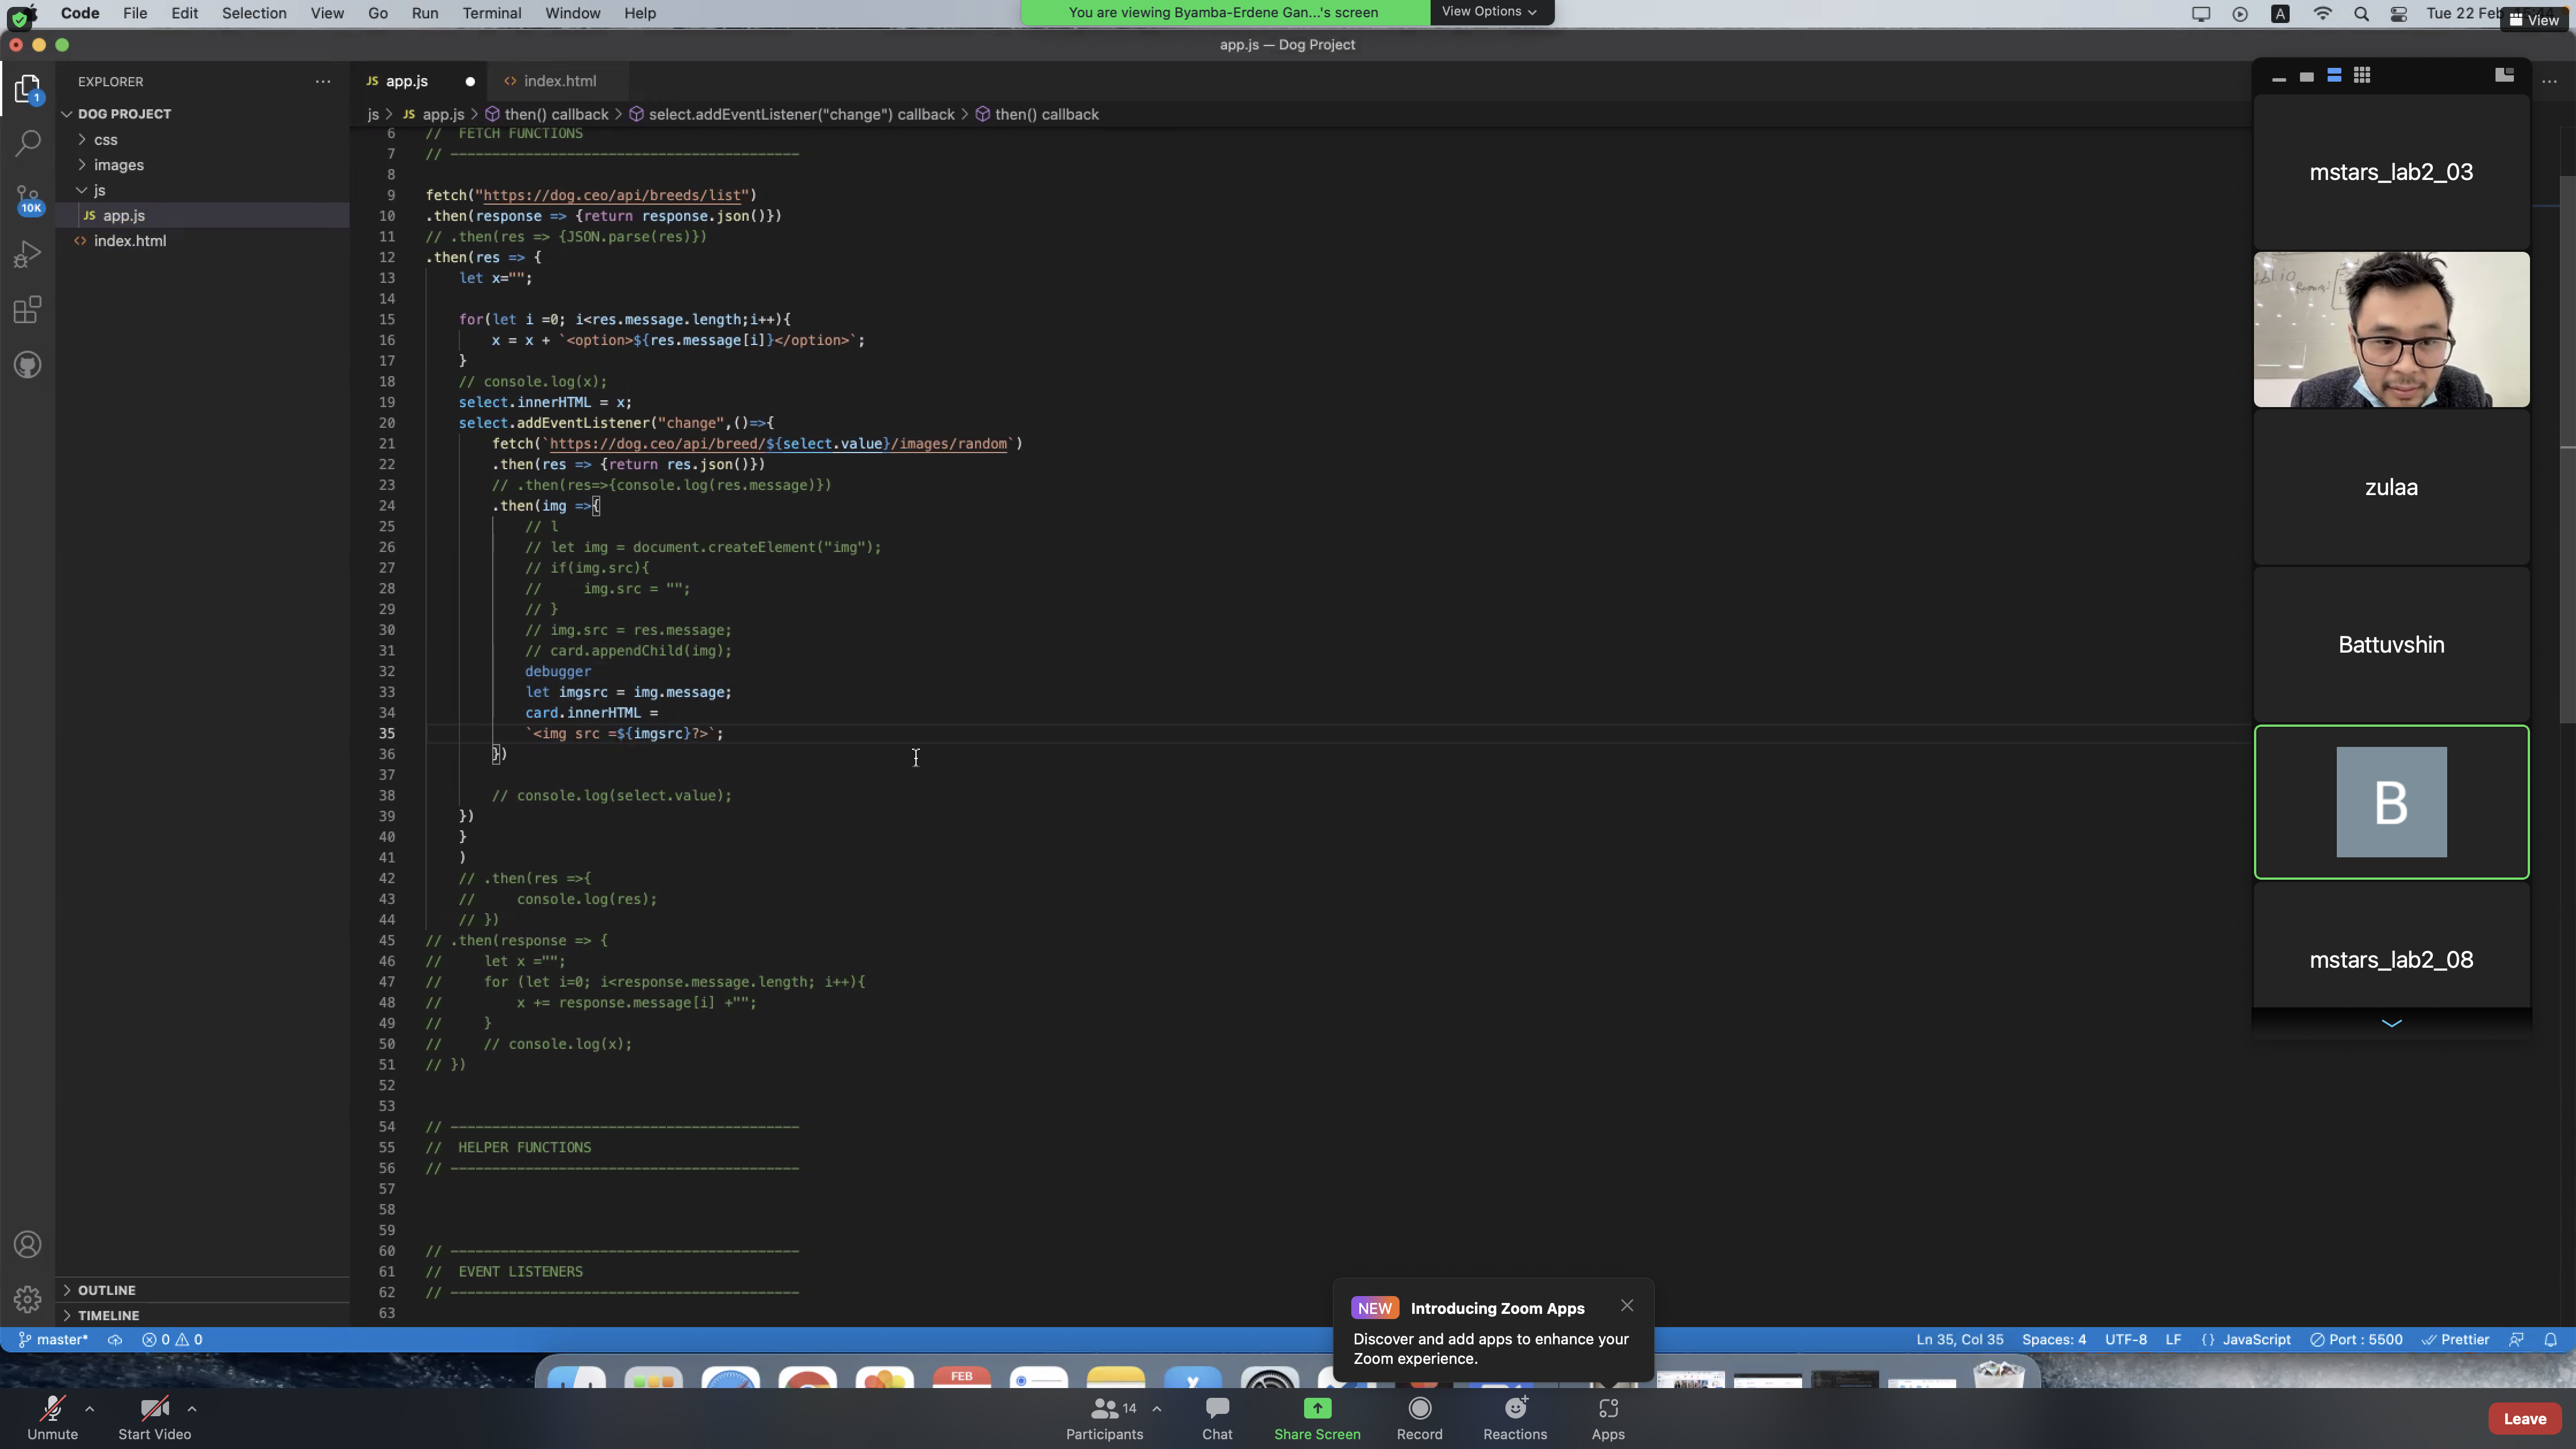 Code File Edit Selection View Go Run Terminal Window Help
You are viewing Byamba-Erdene Gan...'s screen
View Options
A
Tue 22 Feb
View
app.js — Dog Project
EXPLORER
JS app.js
<> index.html
DOG PROJECT
css
images
js
JS app.js
<> index.html
1
10K
js > JS app.js > then() callback > select.addEventListener("change") callback > then() callback
6 // FETCH FUNCTIONS
7 // ------------------------------------------
8
9 fetch("https://dog.ceo/api/breeds/list")
10 .then(response => {return response.json()})
11 // .then(res => {JSON.parse(res)})
12 .then(res => {
13 let x="";
14
15 for(let i =0; i<res.message.length;i++){
16 x = x + `<option>${res.message[i]}</option>`;
17 }
18 // console.log(x);
19 select.innerHTML = x;
20 select.addEventListener("change",()=>{
21 fetch(`https://dog.ceo/api/breed/${select.value}/images/random`)
22 .then(res => {return res.json()})
23 // .then(res=>{console.log(res.message)})
24 .then(img =>{
25 // l
26 // let img = document.createElement("img");
27 // if(img.src){
28 // img.src = "";
29 // }
30 // img.src = res.message;
31 // card.appendChild(img);
32 debugger
33 let imgsrc = img.message;
34 card.innerHTML =
35 `<img src =${imgsrc}?>`;
36 })
37
38 // console.log(select.value);
39 })
40 }
41 )
42 // .then(res =>{
43 // console.log(res);
44 // })
45 // .then(response => {
46 // let x ="";
47 // for (let i=0; i<response.message.length; i++){
48 // x += response.message[i] +"";
49 // }
50 // // console.log(x);
51 // })
52
53
54 // ------------------------------------------
55 // HELPER FUNCTIONS
56 // ------------------------------------------
57
58
59
60 // ------------------------------------------
61 // EVENT LISTENERS
62 // ------------------------------------------
63
mstars_lab2_03
zulaa
Battuvshin
B
mstars_lab2_08
OUTLINE
TIMELINE
NEW Introducing Zoom Apps
Discover and add apps to enhance your
Zoom experience.
master* 0 0
Ln 35, Col 35 Spaces: 4 UTF-8 LF {} JavaScript Port : 5500 Prettier
FEB
Unmute
Start Video
14
Participants
Chat
Share Screen
Record
Reactions
Apps
Leave